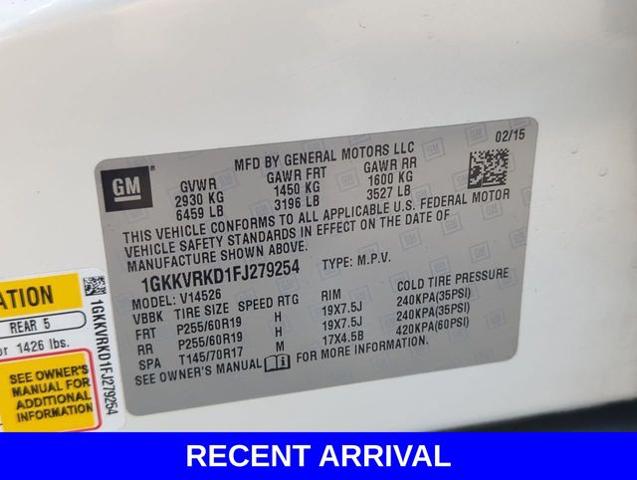 MFD BY GENERAL MOTORS LLC
02/15
GM
GVWR GAWR FRT GAWR RR
2930 KG 1450 KG 1600 KG
6459 LB 3196 LB 3527 LB
THIS VEHICLE CONFORMS TO ALL APPLICABLE U.S. FEDERAL MOTOR
VEHICLE SAFETY STANDARDS IN EFFECT ON THE DATE OF
MANUFACTURE SHOWN ABOVE.
1GKKVRKD1FJ279254 TYPE: M.P.V.
MODEL: V14526
VBBK TIRE SIZE SPEED RTG RIM COLD TIRE PRESSURE
FRT P255/60R19 H 19X7.5J 240KPA(35PSI)
RR P255/60R19 H 19X7.5J 240KPA(35PSI)
SPA T145/70R17 M 17X4.5B 420KPA(60PSI)
SEE OWNER'S MANUAL FOR MORE INFORMATION.
ATION
REAR 5
or 1426 lbs.
SEE OWNER'S
MANUAL FOR
ADDITIONAL
INFORMATION
1GKKVRKD1FJ279254
RECENT ARRIVAL